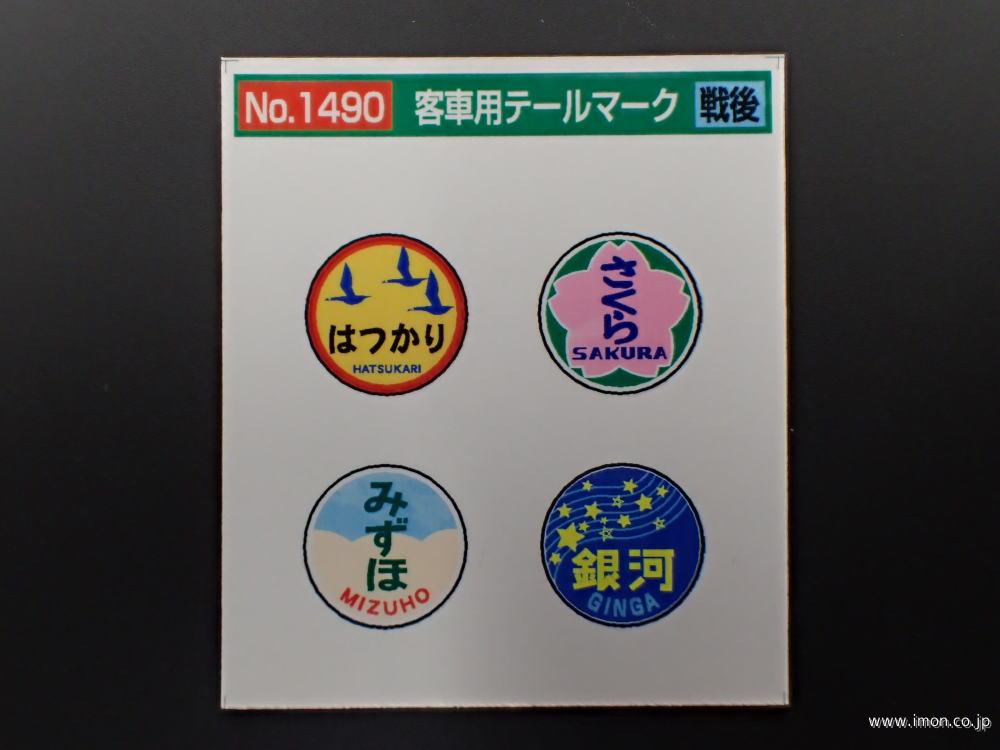 No.1490 客車用テールマーク 戦後
はつかり
HATSUKARI
さくら
SAKURA
みずほ
MIZUHO
銀河
GINGA
www.imon.co.jp